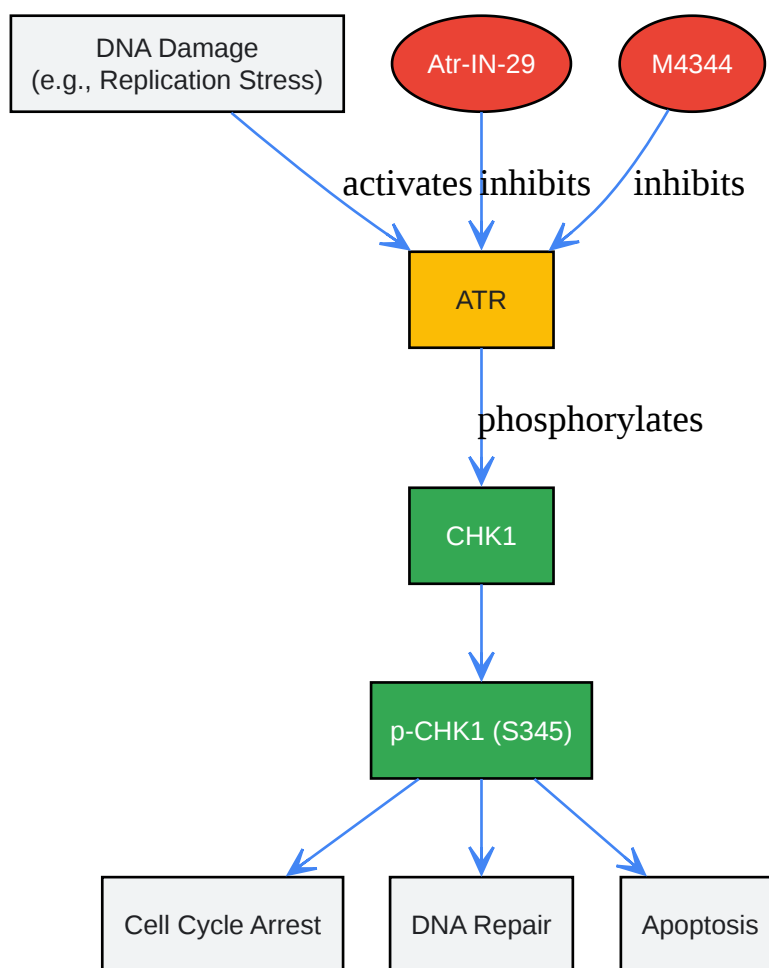 DNA Damage
(e.g., Replication Stress)
Atr-IN-29
M4344
activates
inhibits
inhibits
ATR
phosphorylates
CHK1
p-CHK1 (S345)
Cell Cycle Arrest
DNA Repair
Apoptosis